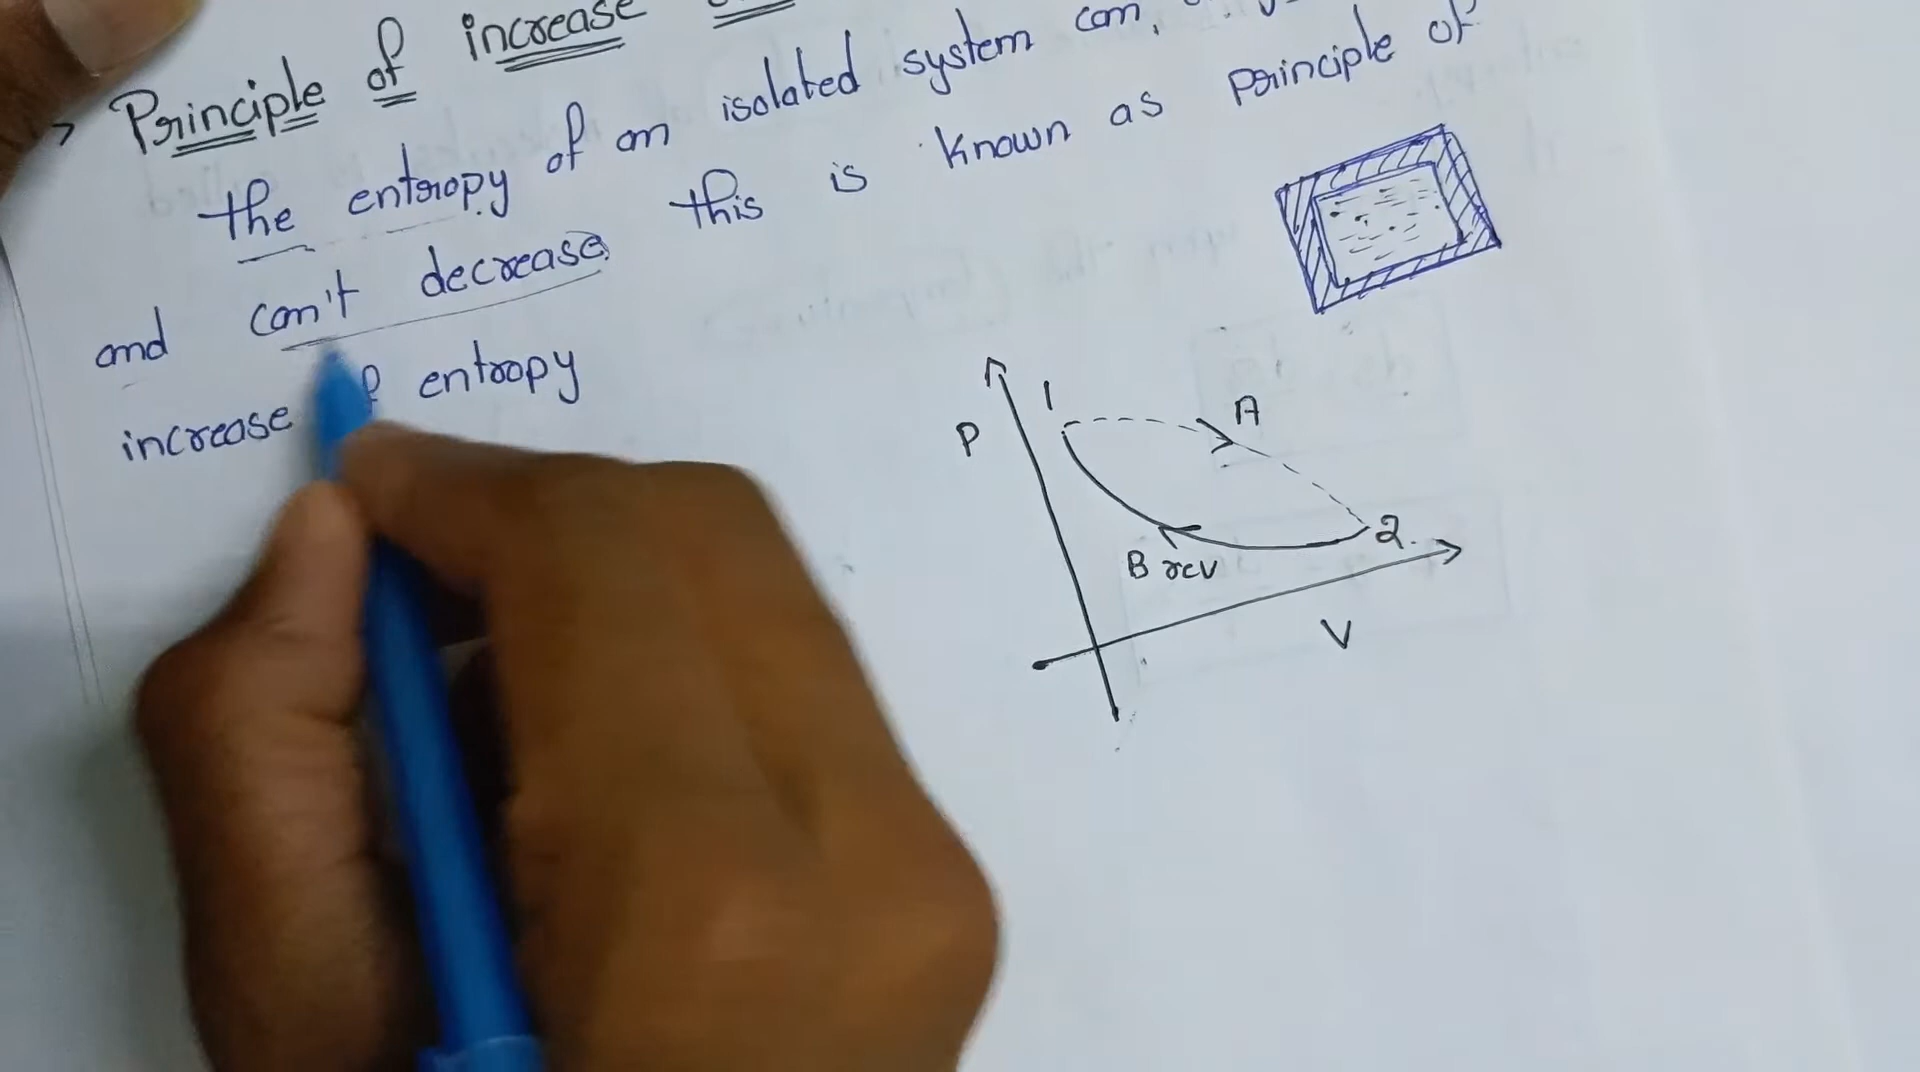 Principle of increase
the entropy of an isolated system can,
and can't decrease this is known as principle of
increase entropy
1
A
P
2.
B rev
V